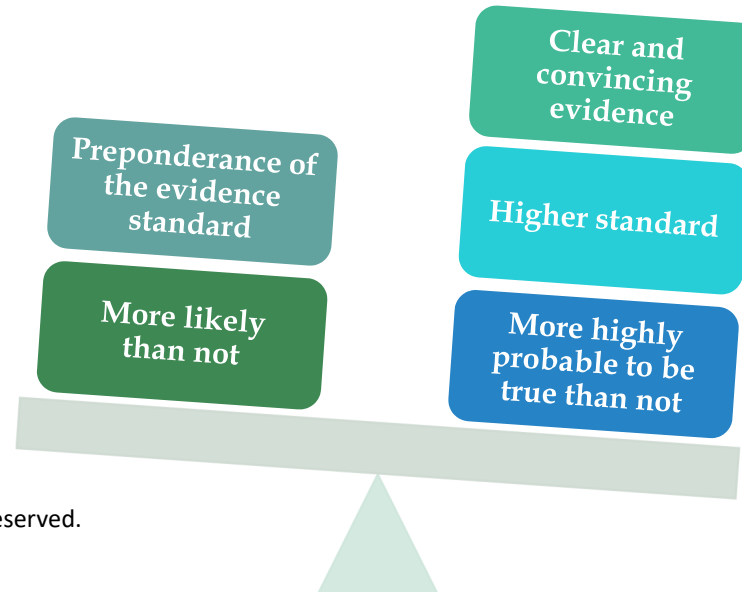 Preponderance of
the evidence
standard
More likely
than not
Clear and
convincing
evidence
Higher standard
More highly
probable to be
true than not
eserved.